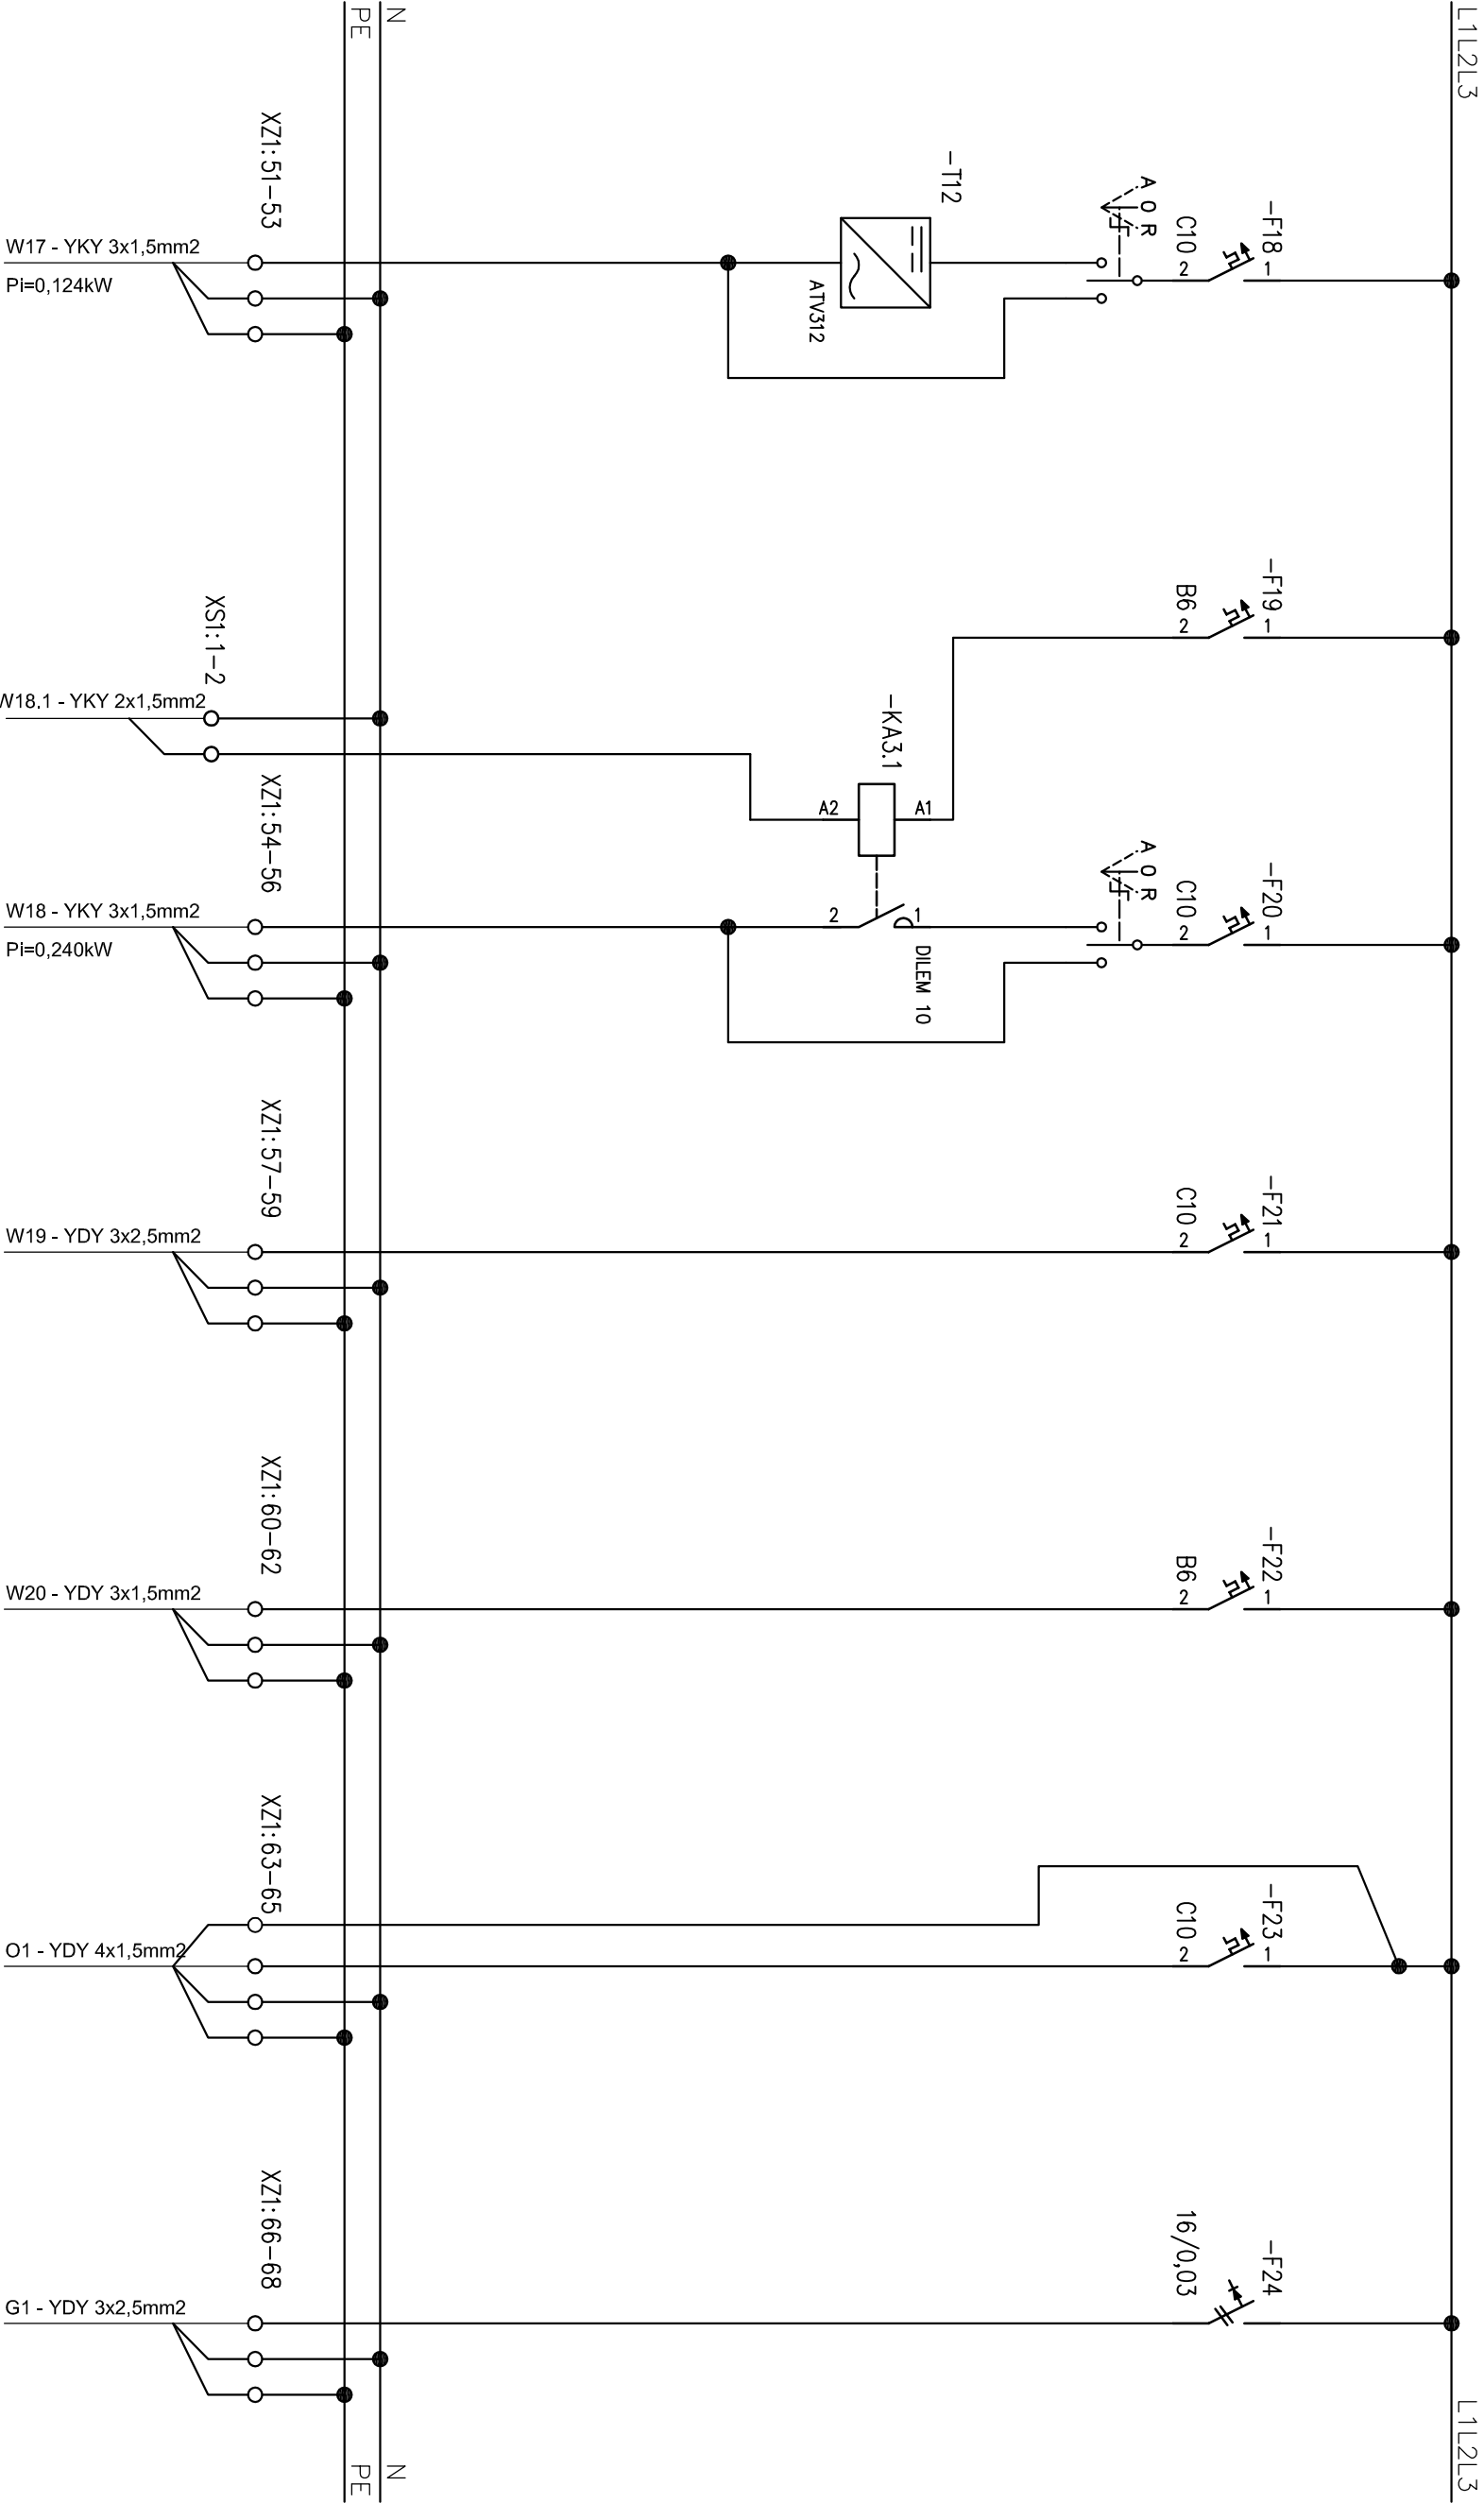 L1L2L3
N
PE
-F18
C10
1
2
A O R
-T12
ATV312
XZ1:51-53
W17 - YKY 3x1,5mm2
Pi=0,124kW
-F19
B6
1
2
-KA3.1
A1
A2
XS1:1-2
W18.1 - YKY 2x1,5mm2
-F20
C10
1
2
A O R
1
2
DILEM 10
XZ1:54-56
W18 - YKY 3x1,5mm2
Pi=0,240kW
-F21
C10
1
2
XZ1:57-59
W19 - YDY 3x2,5mm2
-F22
B6
1
2
XZ1:60-62
W20 - YDY 3x1,5mm2
-F23
C10
1
2
XZ1:63-65
O1 - YDY 4x1,5mm2
-F24
16/0,03
XZ1:66-68
G1 - YDY 3x2,5mm2
L1L2L3
N
PE